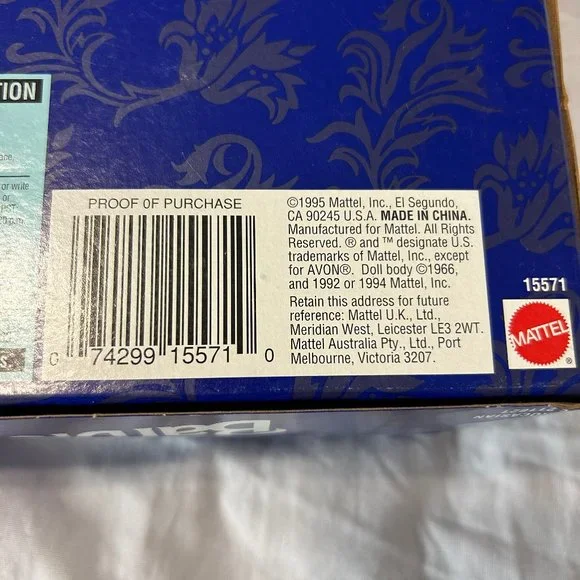 TION
or write
or
PROOF OF PURCHASE
C 74299 15571 0
©1995 Mattel, Inc., El Segundo,
CA 90245 U.S.A. MADE IN CHINA.
Manufactured for Mattel. All Rights
Reserved. ® and ™ designate U.S.
trademarks of Mattel, Inc., except
for AVON®. Doll body ©1966,
and 1992 or 1994 Mattel, Inc.
Retain this address for future
reference: Mattel U.K., Ltd.,
Meridian West, Leicester LE3 2WT.
Mattel Australia Pty., Ltd., Port
Melbourne, Victoria 3207.
15571
MATTEL
®